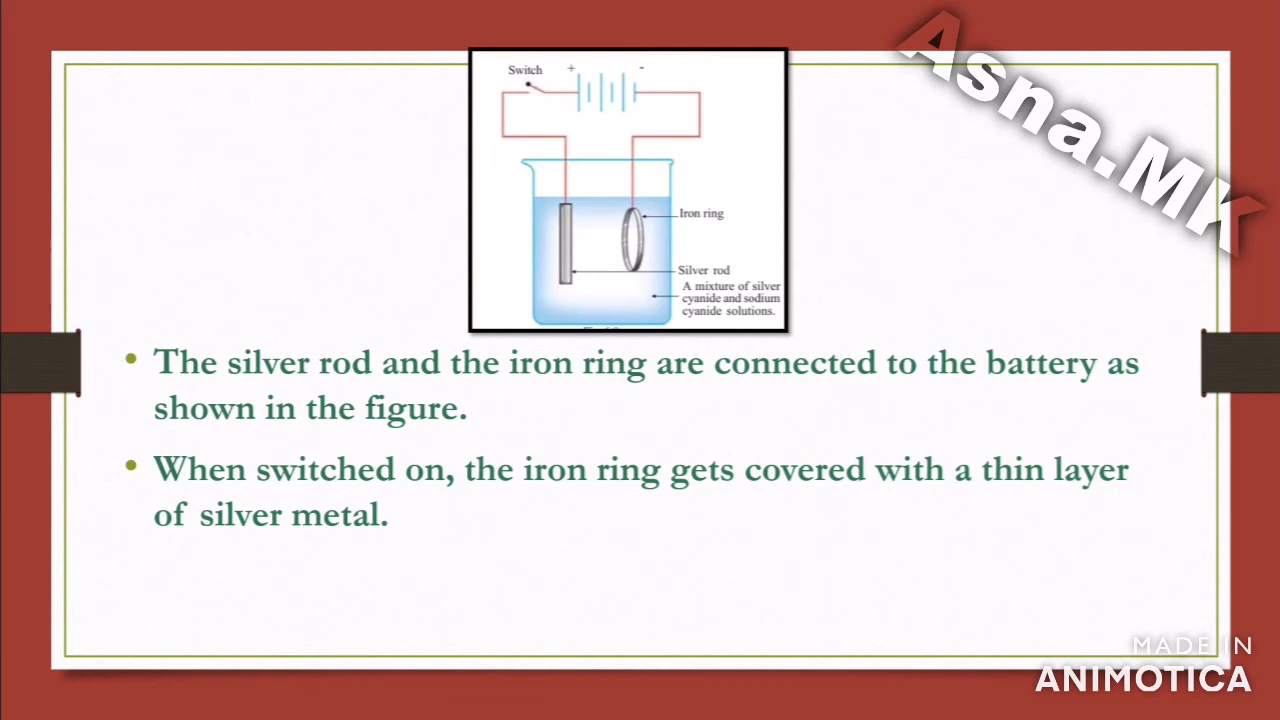 Asna.MK
Switch + -
Iron ring
Silver rod
A mixture of silver
cyanide and sodium
cyanide solutions.
• The silver rod and the iron ring are connected to the battery as
shown in the figure.
• When switched on, the iron ring gets covered with a thin layer
of silver metal.
MADE IN
ANIMOTICA